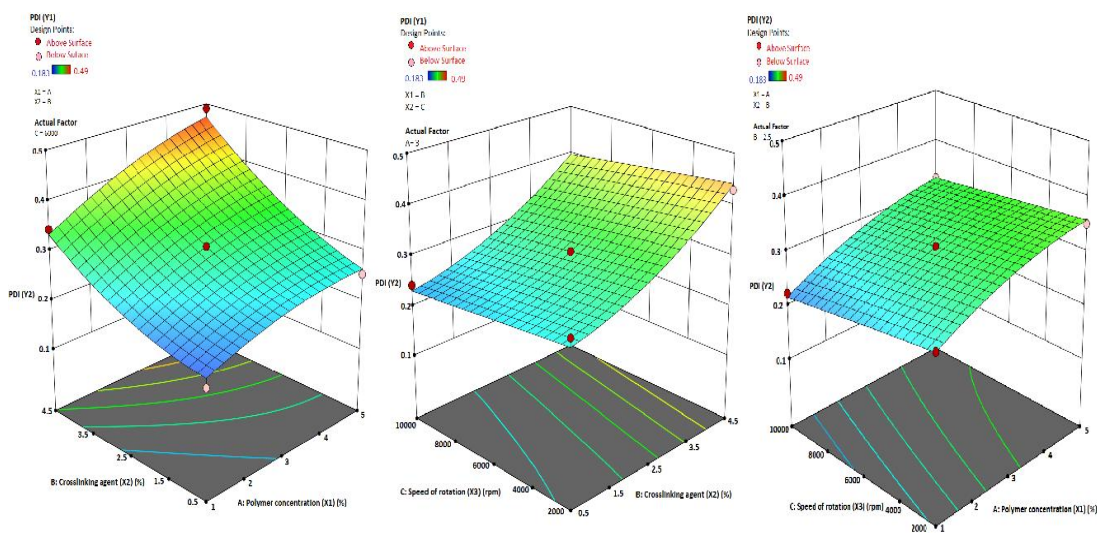 PDI (Y1)
Design Points:
Above Surface
Below Surface
0.183 0.49
X1 = A
X2 = B
Actual Factor
C = 6000
0.5
0.4
0.3
0.2
0.1
PDI (Y2)
4.5
3.5
2.5
1.5
0.5
1
2
3
4
5
B: Crosslinking agent (X2) (%)
A: Polymer concentration (X1) (%)
PDI (Y1)
Design Points:
Above Surface
Below Surface
0.183 0.49
X1 = B
X2 = C
Actual Factor
A = 3
0.5
0.4
0.3
0.2
0.1
PDI (Y2)
10000
8000
6000
4000
2000
0.5
1.5
2.5
3.5
4.5
C: Speed of rotation (X3) (rpm)
B: Crosslinking agent (X2) (%)
PDI (Y2)
Design Points:
Above Surface
Below Surface
0.183 0.49
X1 = A
X2 B
Actual Factor
B 2.5
0.5
0.4
0.3
0.2
0.1
PDI (Y2)
10000
8000
6000
4000
2000
1
2
3
4
5
C: Speed of rotation (X3) (rpm)
A: Polymer concentration (X1) (%)